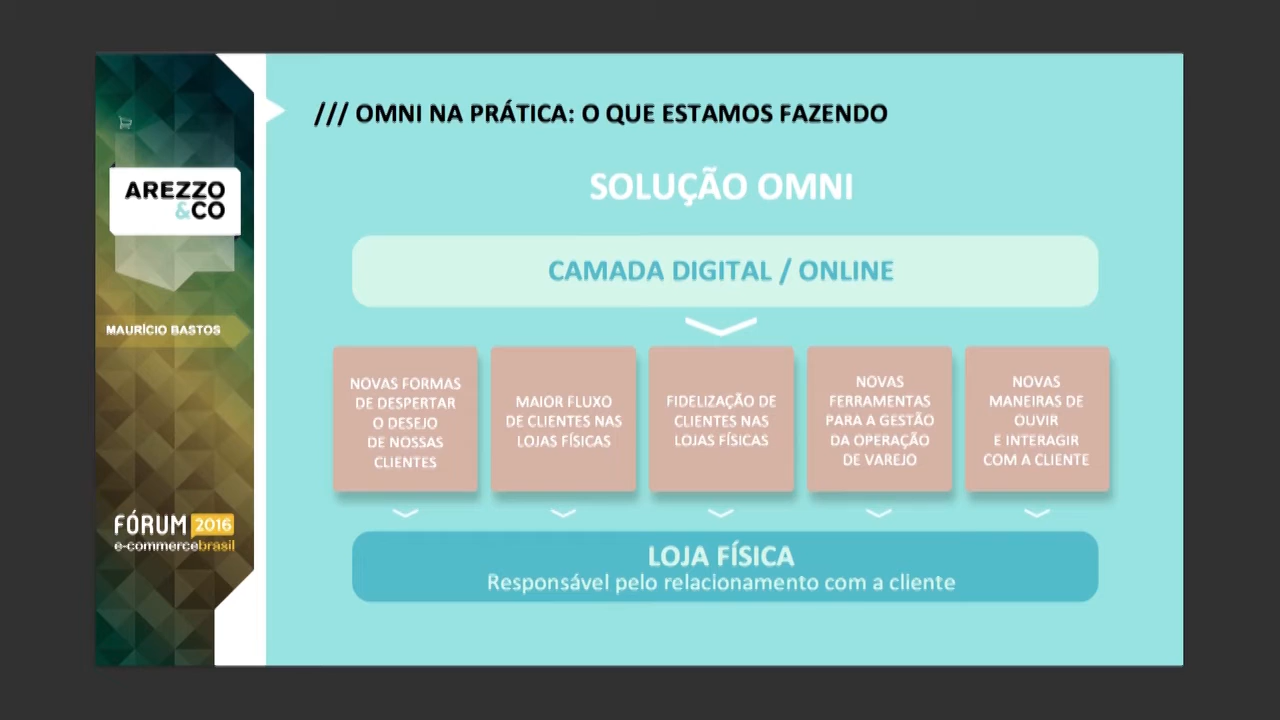 /// OMNI NA PRÁTICA: O QUE ESTAMOS FAZENDO
AREZZO
&CO
MAURÍCIO BASTOS
FÓRUM 2016
e-commercebrasil
SOLUÇÃO OMNI
CAMADA DIGITAL / ONLINE
NOVAS FORMAS
DE DESPERTAR
O DESEJO
DE NOSSAS
CLIENTES
MAIOR FLUXO
DE CLIENTES NAS
LOJAS FÍSICAS
FIDELIZAÇÃO DE
CLIENTES NAS
LOJAS FÍSICAS
NOVAS
FERRAMENTAS
PARA A GESTÃO
DA OPERAÇÃO
DE VAREJO
NOVAS
MANEIRAS DE
OUVIR
E INTERAGIR
COM A CLIENTE
LOJA FÍSICA
Responsável pelo relacionamento com a cliente